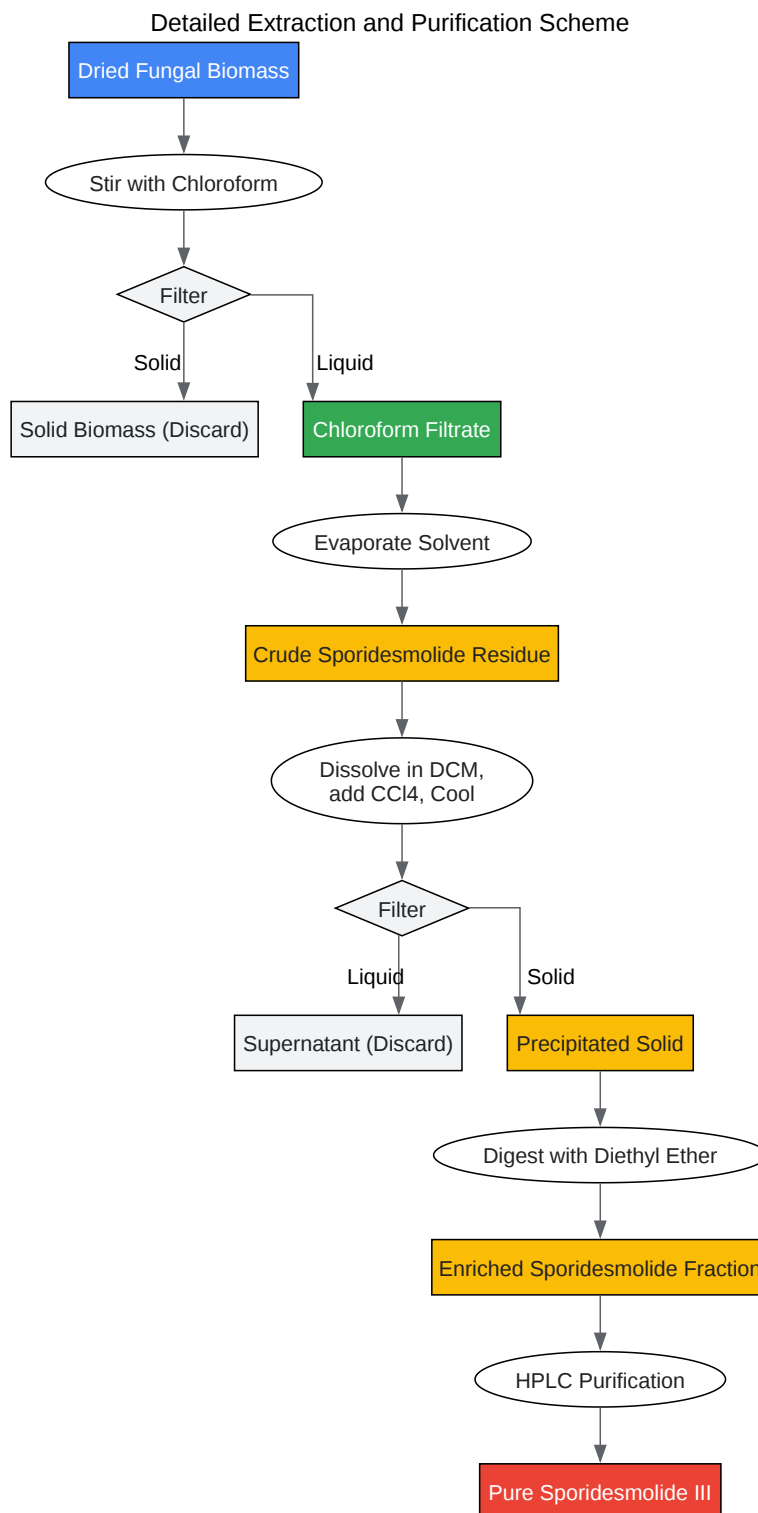 Detailed Extraction and Purification Scheme
Dried Fungal Biomass
Stir with Chloroform
Filter
Solid
Liquid
Solid Biomass (Discard)
Chloroform Filtrate
Evaporate Solvent
Crude Sporidesmolide Residue
Dissolve in DCM,
add CCl4, Cool
Filter
Liquid
Solid
Supernatant (Discard)
Precipitated Solid
Digest with Diethyl Ether
Enriched Sporidesmolide Fraction
HPLC Purification
Pure Sporidesmolide III